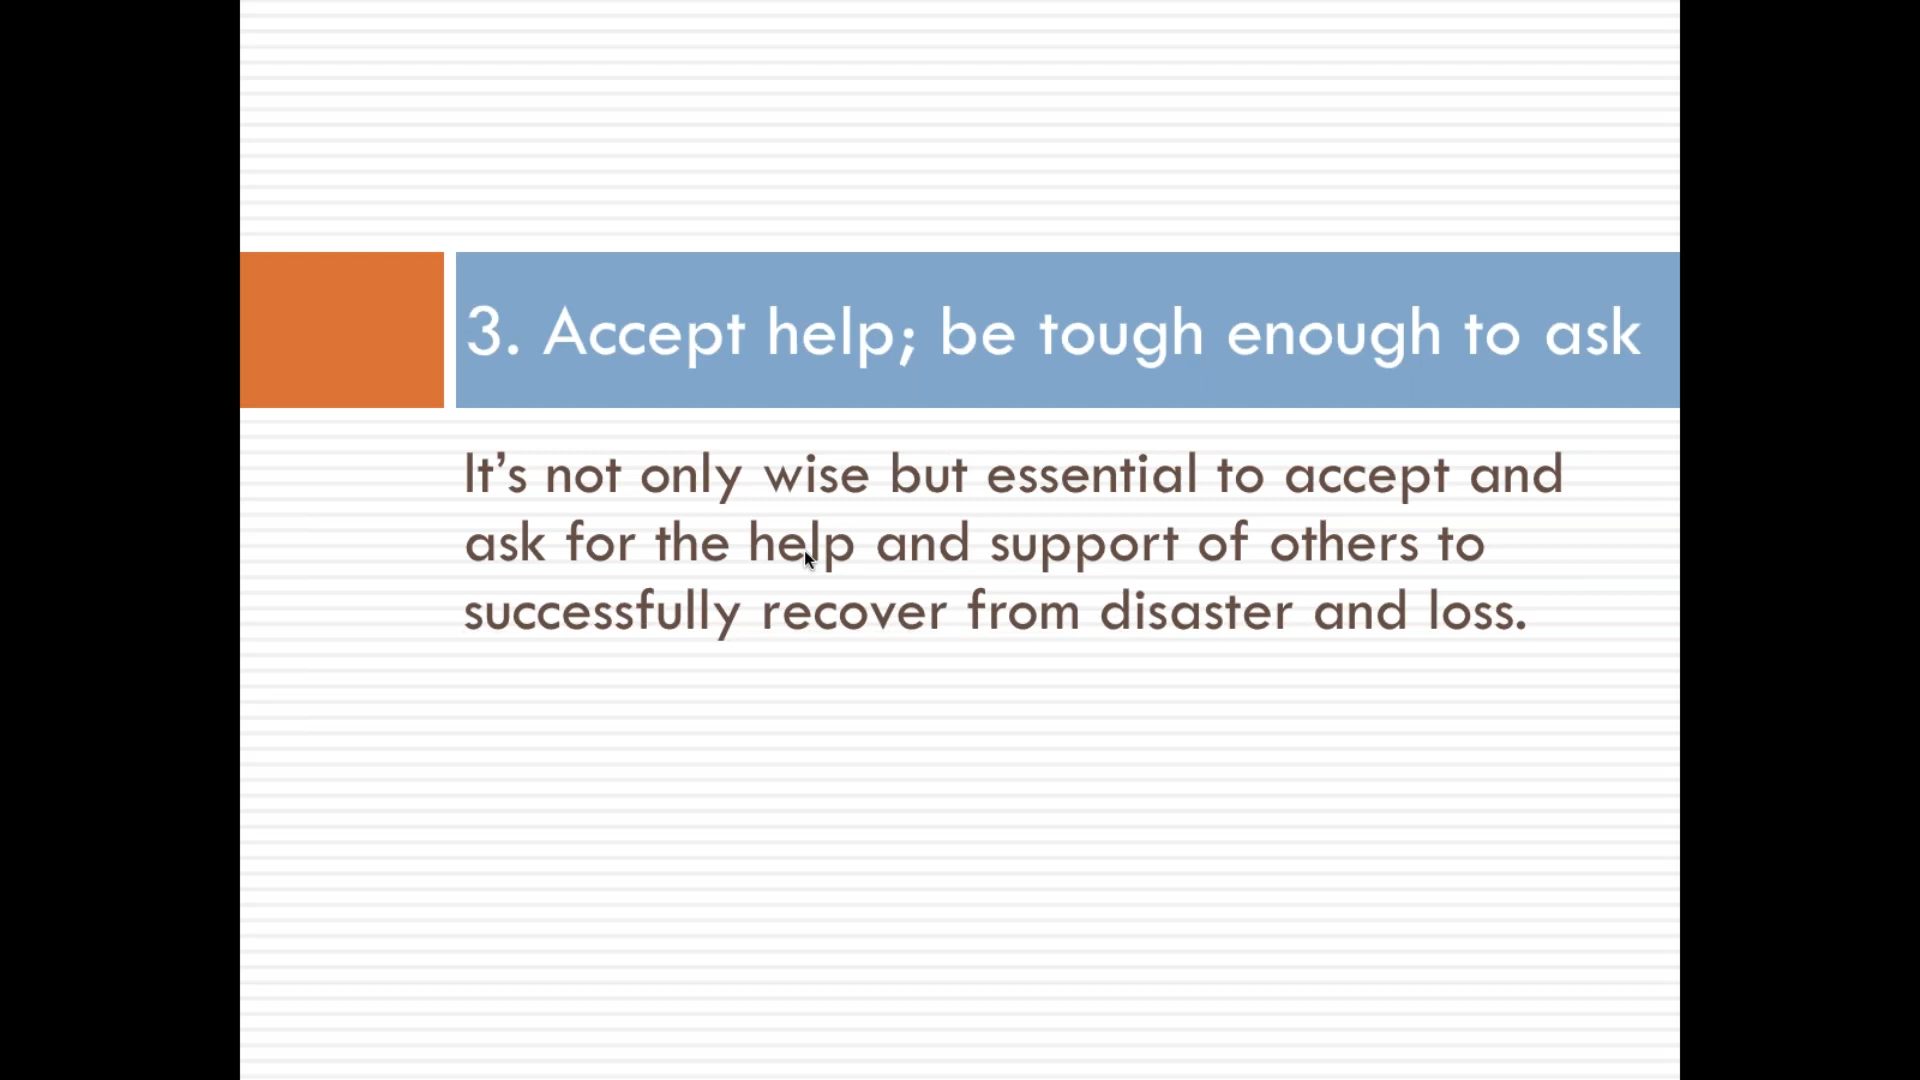 3. Accept help; be tough enough to ask
It’s not only wise but essential to accept and
ask for the help and support of others to
successfully recover from disaster and loss.